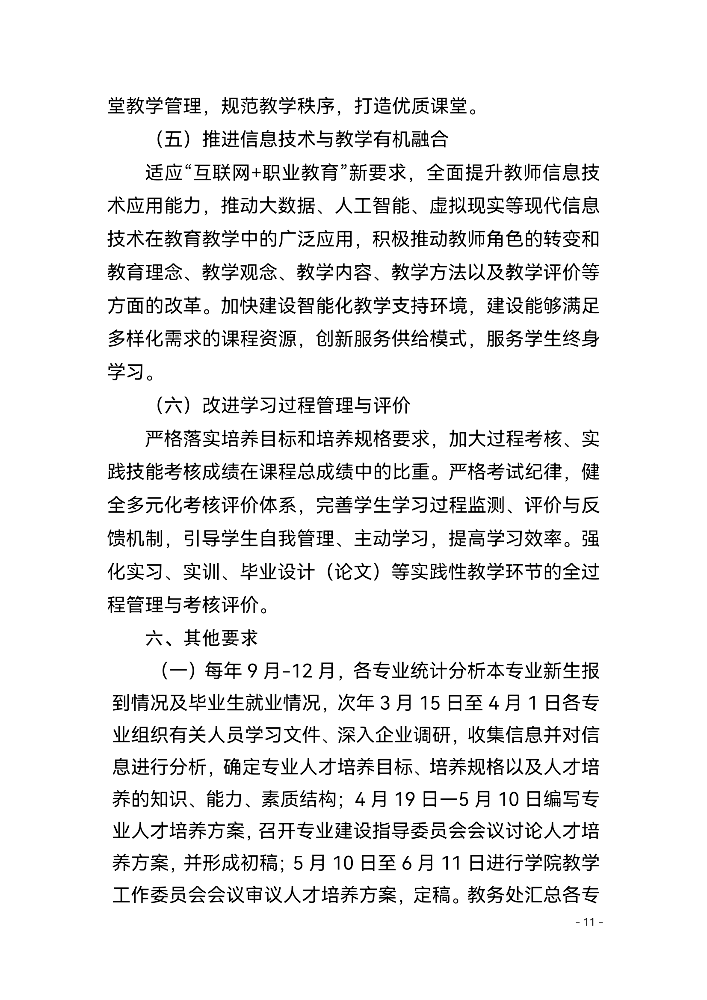 堂教学管理，规范教学秩序，打造优质课堂。
（五）推进信息技术与教学有机融合
适应“互联网+职业教育”新要求，全面提升教师信息技
术应用能力，推动大数据、人工智能、虚拟现实等现代信息
技术在教育教学中的广泛应用，积极推动教师角色的转变和
教育理念、教学观念、教学内容、教学方法以及教学评价等
方面的改革。加快建设智能化教学支持环境，建设能够满足
多样化需求的课程资源，创新服务供给模式，服务学生终身
学习。
（六）改进学习过程管理与评价
严格落实培养目标和培养规格要求，加大过程考核、实
践技能考核成绩在课程总成绩中的比重。严格考试纪律，健
全多元化考核评价体系，完善学生学习过程监测、评价与反
馈机制，引导学生自我管理、主动学习，提高学习效率。强
化实习、实训、毕业设计（论文）等实践性教学环节的全过
程管理与考核评价。
六、其他要求
（一）每年 9 月-12 月，各专业统计分析本专业新生报
到情况及毕业生就业情况，次年 3 月 15 日至 4 月 1 日各专
业组织有关人员学习文件、深入企业调研，收集信息并对信
息进行分析，确定专业人才培养目标、培养规格以及人才培
养的知识、能力、素质结构；4 月 19 日—5 月 10 日编写专
业人才培养方案，召开专业建设指导委员会会议讨论人才培
养方案，并形成初稿；5 月 10 日至 6 月 11 日进行学院教学
工作委员会会议审议人才培养方案，定稿。教务处汇总各专
- 11 -